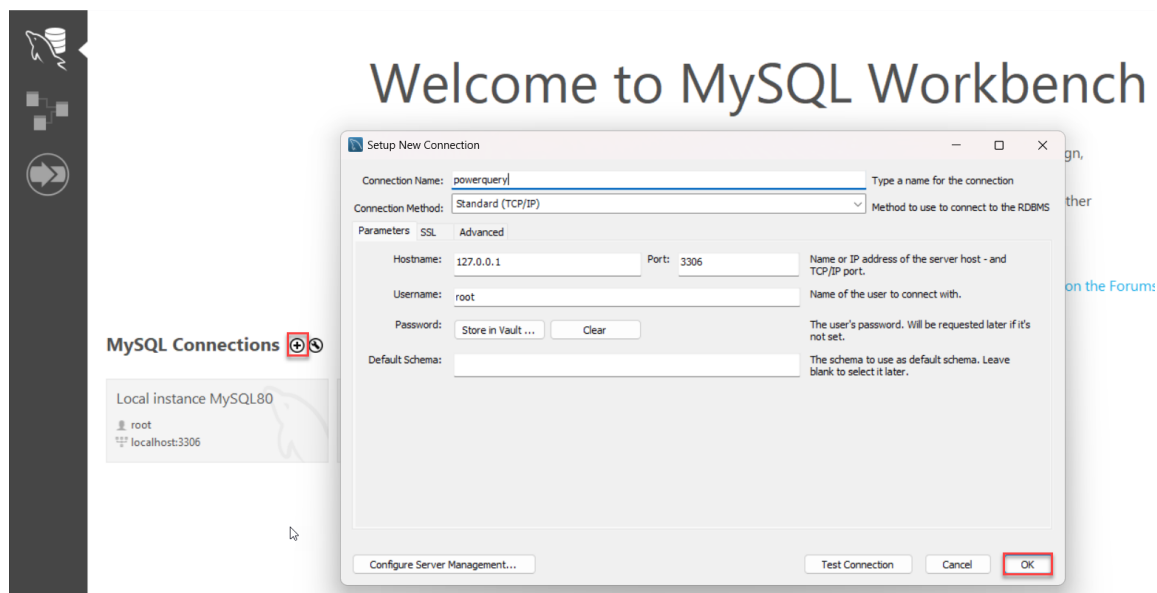 Welcome to MySQL Workbench
gn,
ther
on the Forums
MySQL Connections
Local instance MySQL80
root
localhost:3306
Setup New Connection
Connection Name: powerquery Type a name for the connection
Connection Method: Standard (TCP/IP) Method to use to connect to the RDBMS
Parameters SSL Advanced
Hostname: 127.0.0.1 Port: 3306 Name or IP address of the server host - and
TCP/IP port.
Username: root Name of the user to connect with.
Password: Store in Vault ... Clear The user's password. Will be requested later if it's
not set.
Default Schema: The schema to use as default schema. Leave
blank to select it later.
Configure Server Management... Test Connection Cancel OK